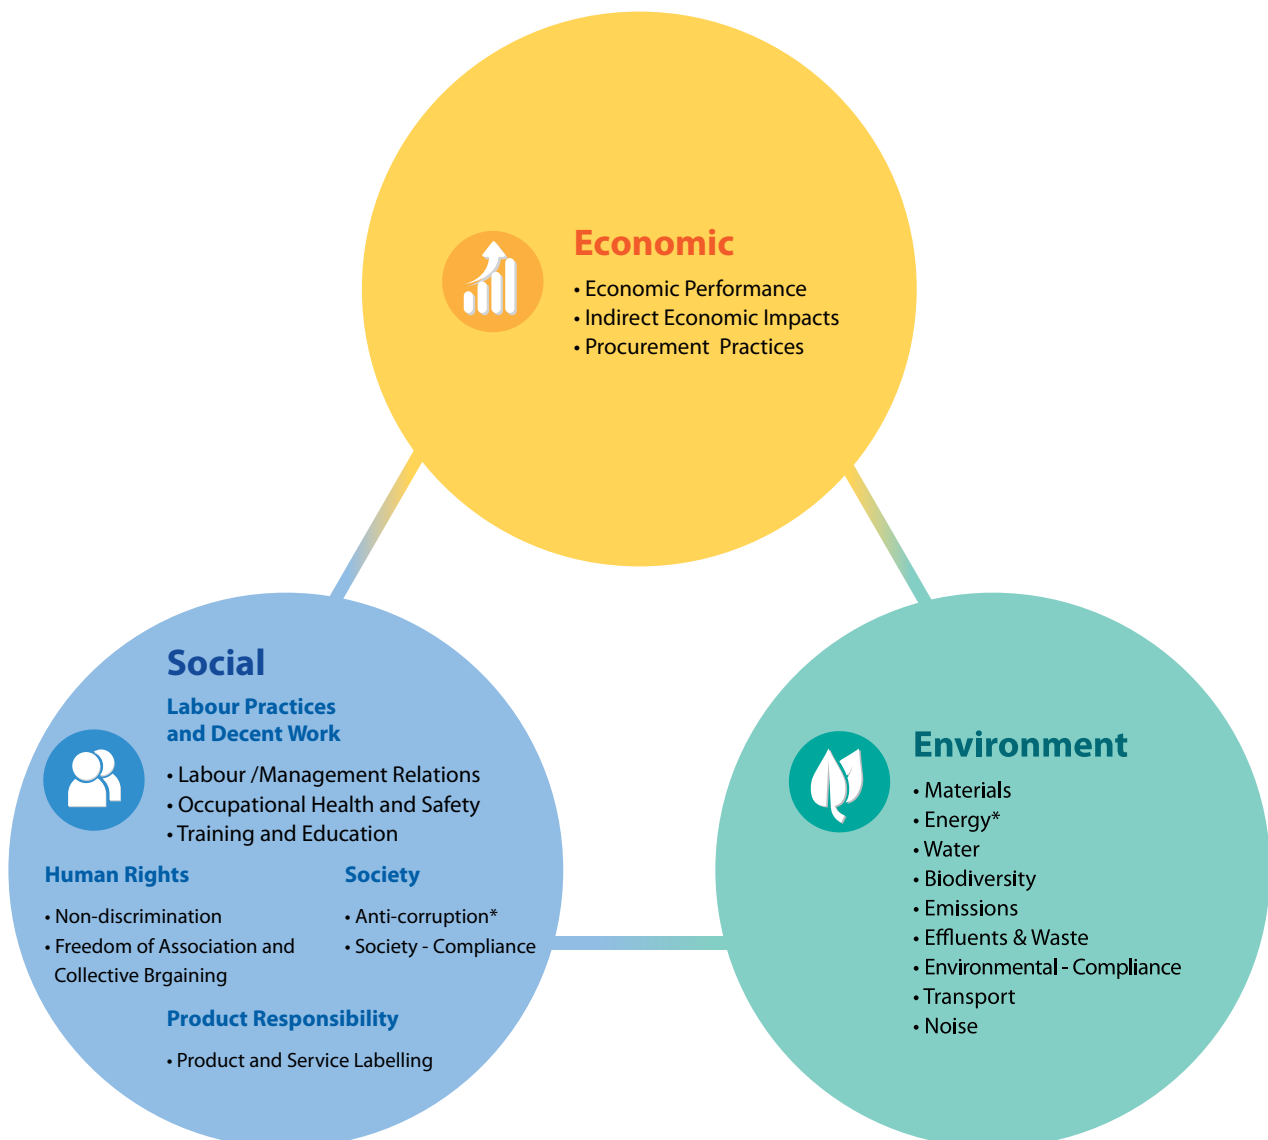 Economic
• Economic Performance
• Indirect Economic Impacts
• Procurement Practices
Social
Labour Practices
and Decent Work
• Labour /Management Relations
• Occupational Health and Safety
• Training and Education
Human Rights
• Non-discrimination
• Freedom of Association and
Collective Brgaining
Society
• Anti-corruption*
• Society - Compliance
Product Responsibility
• Product and Service Labelling
Environment
• Materials
• Energy*
• Water
• Biodiversity
• Emissions
• Effluents & Waste
• Environmental - Compliance
• Transport
• Noise